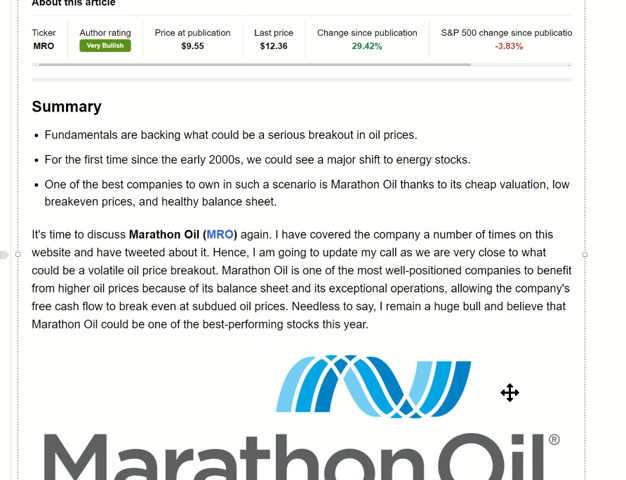 About this article
Ticker Author rating Price at publication Last price Change since publication S&P 500 change since publicatio
MRO Very Bullish $9.55 $12.36 29.42% -3.83%
Summary
• Fundamentals are backing what could be a serious breakout in oil prices.
• For the first time since the early 2000s, we could see a major shift to energy stocks.
• One of the best companies to own in such a scenario is Marathon Oil thanks to its cheap valuation, low
breakeven prices, and healthy balance sheet.
It's time to discuss Marathon Oil (MRO) again. I have covered the company a number of times on this
website and have tweeted about it. Hence, I am going to update my call as we are very close to what
could be a volatile oil price breakout. Marathon Oil is one of the most well-positioned companies to benefit
from higher oil prices because of its balance sheet and its exceptional operations, allowing the company's
free cash flow to break even at subdued oil prices. Needless to say, I remain a huge bull and believe that
Marathon Oil could be one of the best-performing stocks this year.
Marathon Oil®